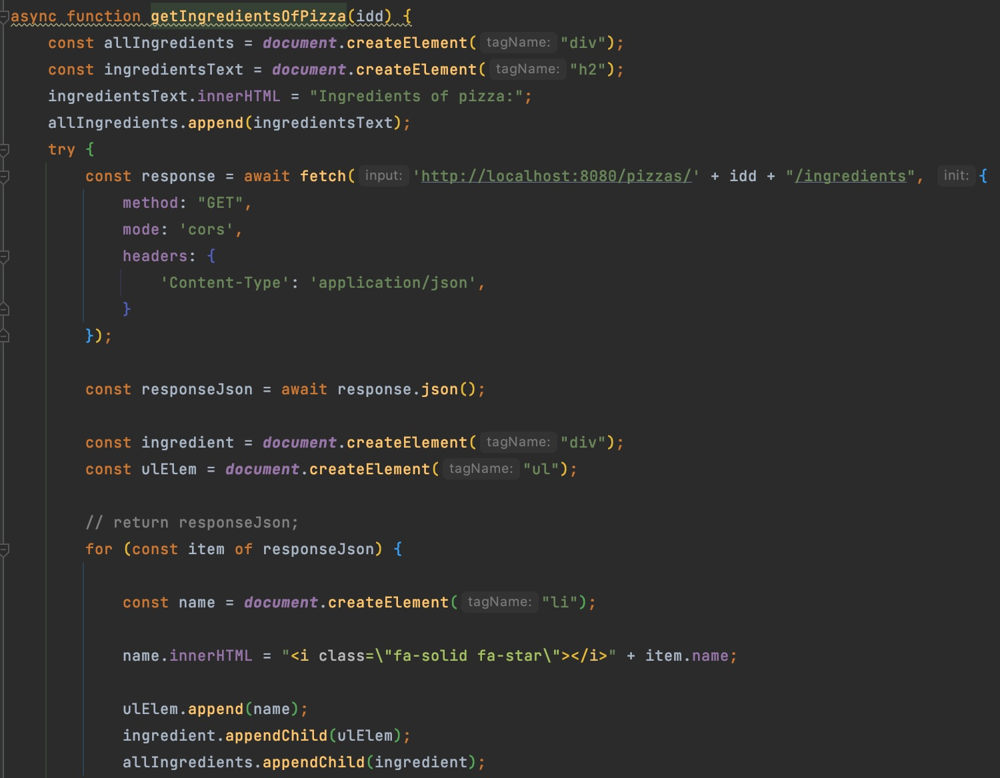 async function getIngredientsOfPizza(idd) {
    const allIngredients = document.createElement( tagName: "div");
    const ingredientsText = document.createElement( tagName: "h2");
    ingredientsText.innerHTML = "Ingredients of pizza:";
    allIngredients.append(ingredientsText);
    try {
        const response = await fetch( input: 'http://localhost:8080/pizzas/' + idd + "/ingredients", init: {
            method: "GET",
            mode: 'cors',
            headers: {
                'Content-Type': 'application/json',
            }
        });
        const responseJson = await response.json();
        const ingredient = document.createElement( tagName: "div");
        const ulElem = document.createElement( tagName: "ul");
        // return responseJson;
        for (const item of responseJson) {
            const name = document.createElement( tagName: "li");
            name.innerHTML = "<i class=\"fa-solid fa-star\"></i>" + item.name;
            ulElem.append(name);
            ingredient.appendChild(ulElem);
            allIngredients.appendChild(ingredient);